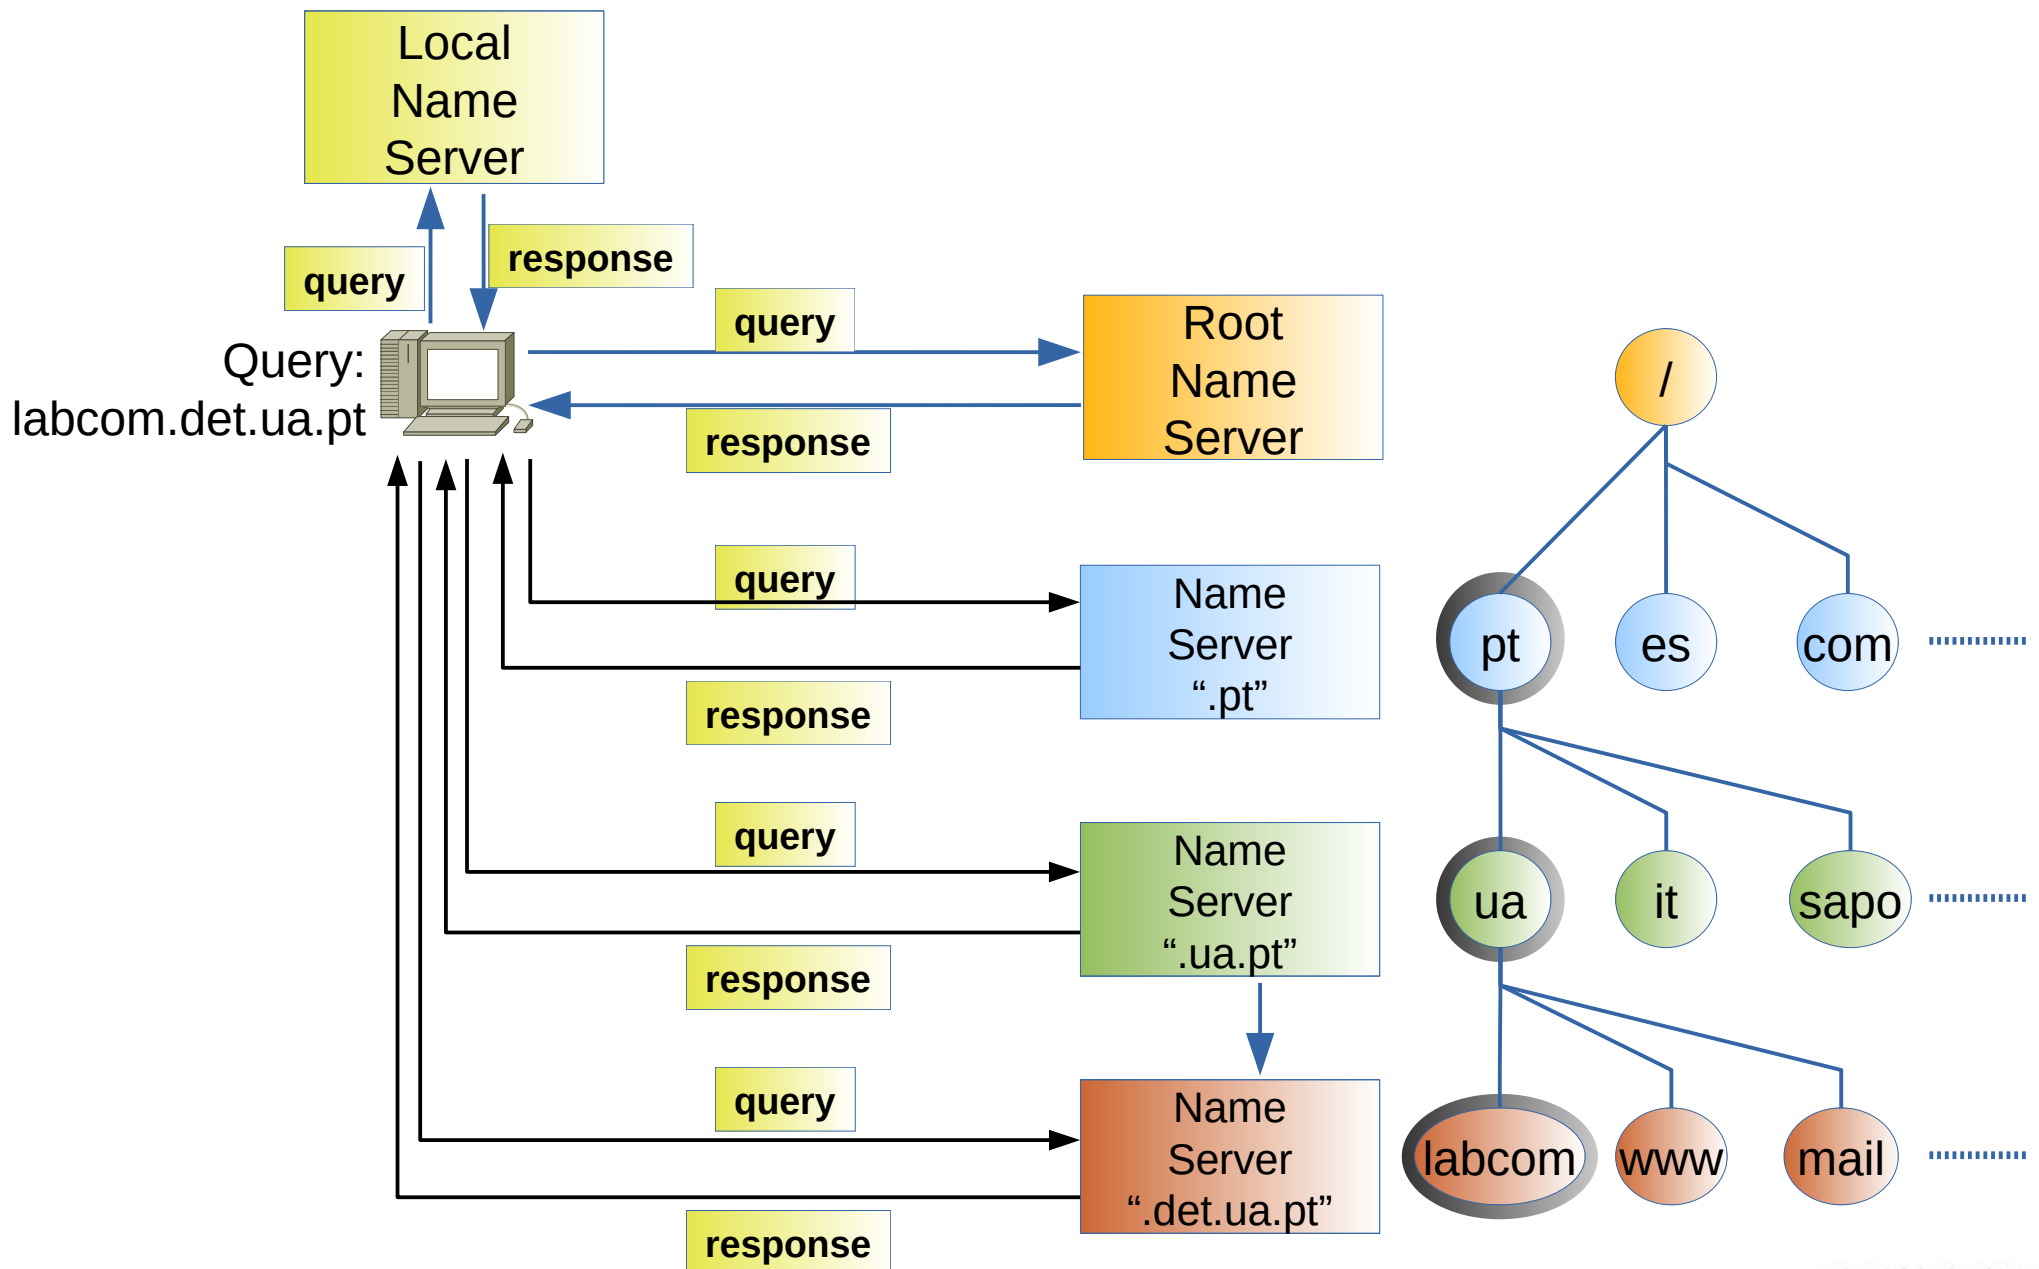 Local
Name
Server
query
response
Query:
labcom.det.ua.pt
query
response
Root
Name
Server
query
response
Name
Server
“.pt”
query
response
Name
Server
“.ua.pt”
query
response
Name
Server
“.det.ua.pt”
/
pt
es
com
ua
it
sapo
labcom
www
mail